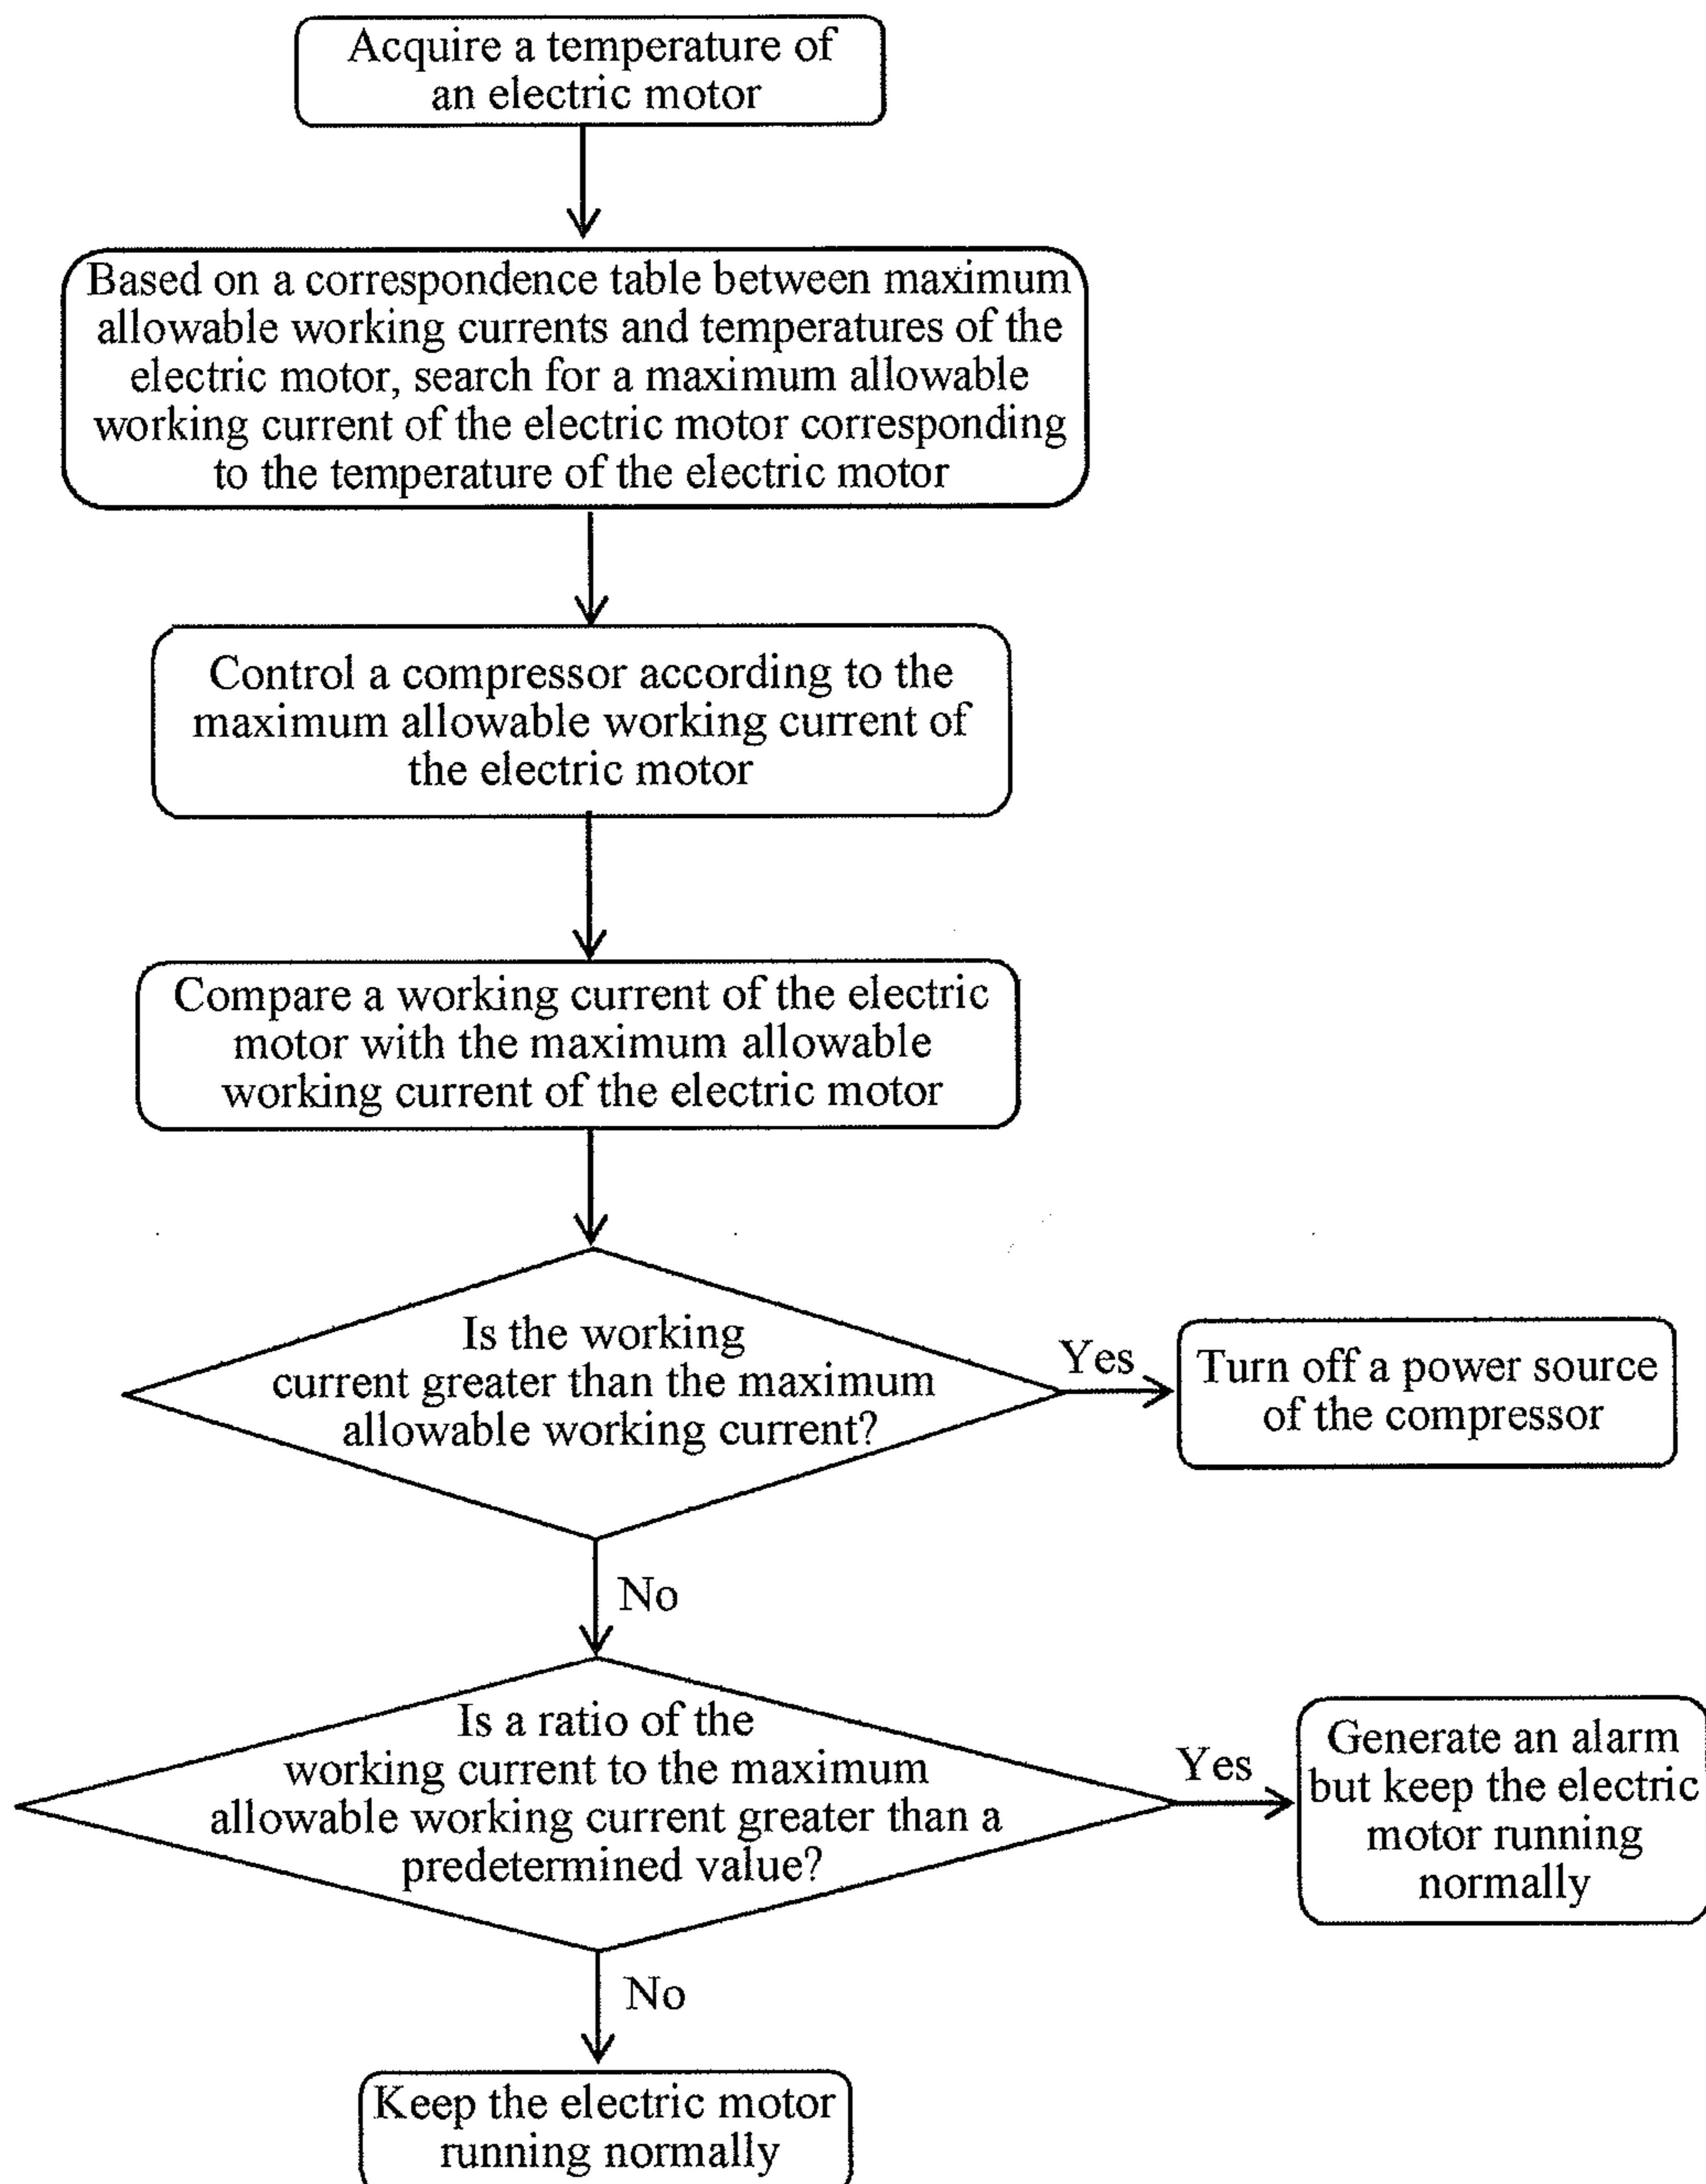 Acquire a temperature of
an electric motor
Based on a correspondence table between maximum
allowable working currents and temperatures of the
electric motor, search for a maximum allowable
working current of the electric motor corresponding
to the temperature of the electric motor
Control a compressor according to the
maximum allowable working current of
the electric motor
Compare a working current of the electric
motor with the maximum allowable
working current of the electric motor
Is the working
current greater than the maximum
allowable working current?
Yes
Turn off a power source
of the compressor
No
Is a ratio of the
working current to the maximum
allowable working current greater than a
predetermined value?
Yes
Generate an alarm
but keep the electric
motor running
normally
No
Keep the electric motor
running normally